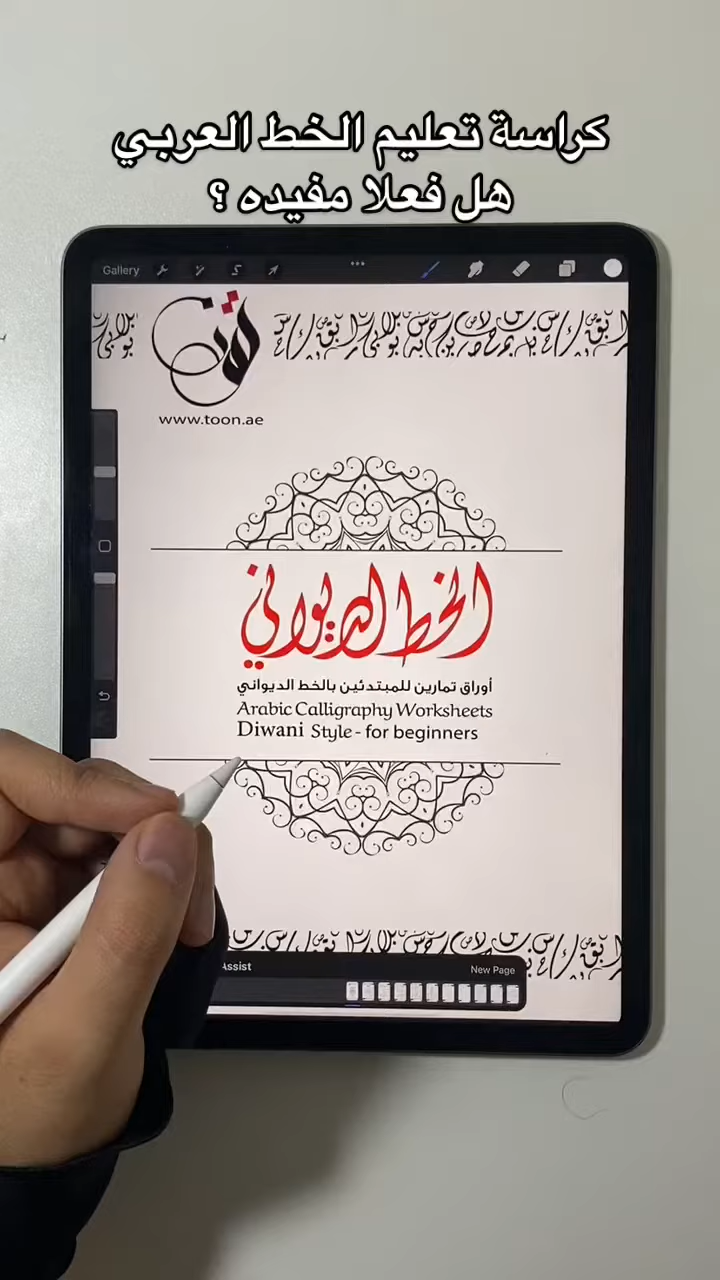 كراسة تعليم الخط العربي
هل فعلا مفيده ؟
Gallery
www.toon.ae
الخط الديواني
أوراق تمارين للمبتدئين بالخط الديواني
Arabic Calligraphy Worksheets
Diwani Style - for beginners
Assist
New Page